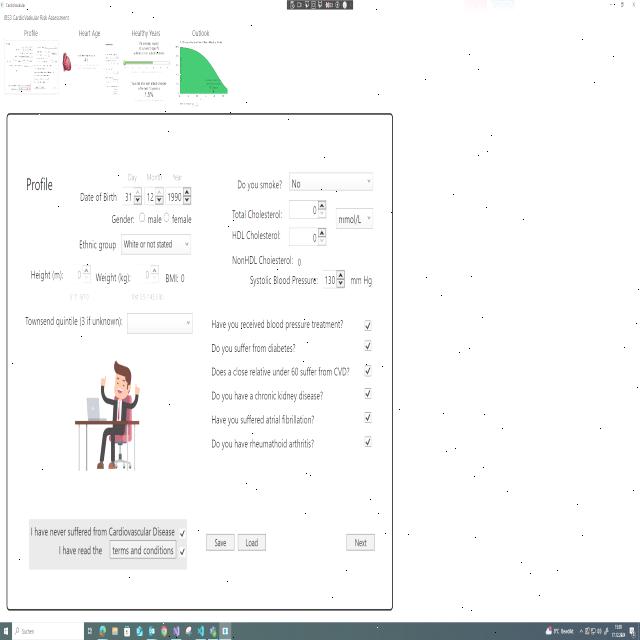 CardioVascular
JBS3 CardioVascular Risk Assessment
Profile
Heart Age
Healthy Years
Outlook
Profile
Day Month Year
Date of Birth 31 12 1990
Gender: male female
Ethnic group White or not stated
Height (m): 0 Weight (kg): 0 BMI: 0
Townsend quintile (3 if unknown):
Do you smoke? No
Total Cholesterol: 0
mmol/L
HDL Cholesterol: 0
NonHDL Cholesterol: 0
Systolic Blood Pressure: 130 mm Hg
Have you received blood pressure treatment?
Do you suffer from diabetes?
Does a close relative under 60 suffer from CVD?
Do you have a chronic kidney disease?
Have you suffered atrial fibrillation?
Do you have rheumathoid arthritis?
I have never suffered from Cardiovascular Disease
I have read the terms and conditions
Save
Load
Next
Suchen